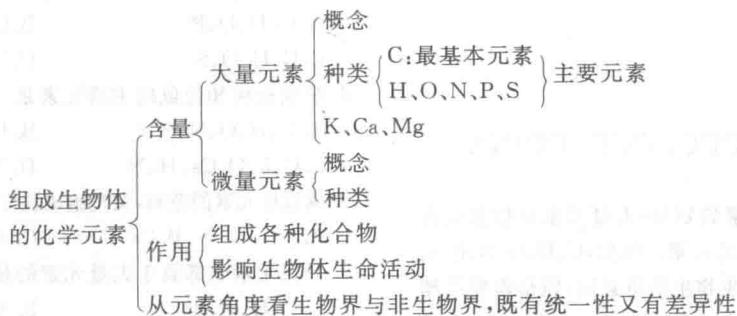 概念
大量元素 种类 C:最基本元素
H、O、N、P、S 主要元素
含量 K、Ca、Mg
微量元素 概念
种类
组成生物体
的化学元素
作用 组成各种化合物
影响生物体生命活动
从元素角度看生物界与非生物界,既有统一性又有差异性